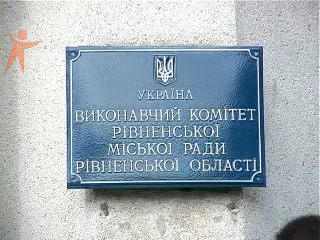 УКРАЇНА
ВИКОНАВЧИЙ КОМІТЕТ
РІВНЕНСЬКОЇ
МІСЬКОЇ РАДИ
РІВНЕНСЬКОЇ ОБЛАСТІ